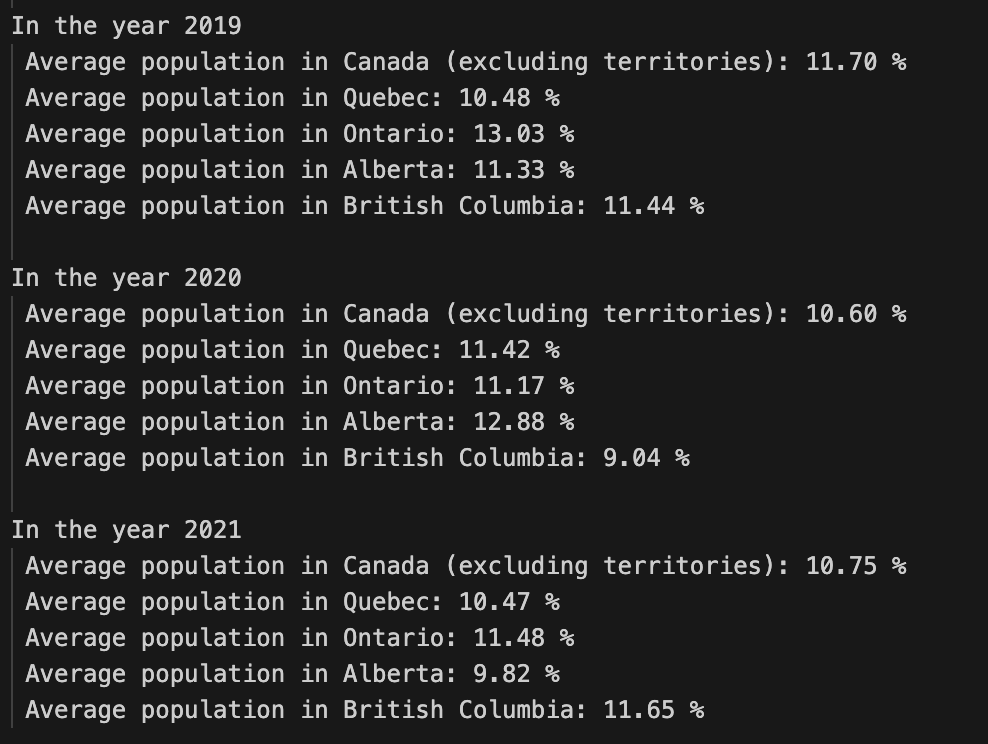 In the year 2019
Average population in Canada (excluding territories): 11.70 %
Average population in Quebec: 10.48 %
Average population in Ontario: 13.03 %
Average population in Alberta: 11.33 %
Average population in British Columbia: 11.44 %
In the year 2020
Average population in Canada (excluding territories): 10.60 %
Average population in Quebec: 11.42 %
Average population in Ontario: 11.17 %
Average population in Alberta: 12.88 %
Average population in British Columbia: 9.04 %
In the year 2021
Average population in Canada (excluding territories): 10.75 %
Average population in Quebec: 10.47 %
Average population in Ontario: 11.48 %
Average population in Alberta: 9.82 %
Average population in British Columbia: 11.65 %